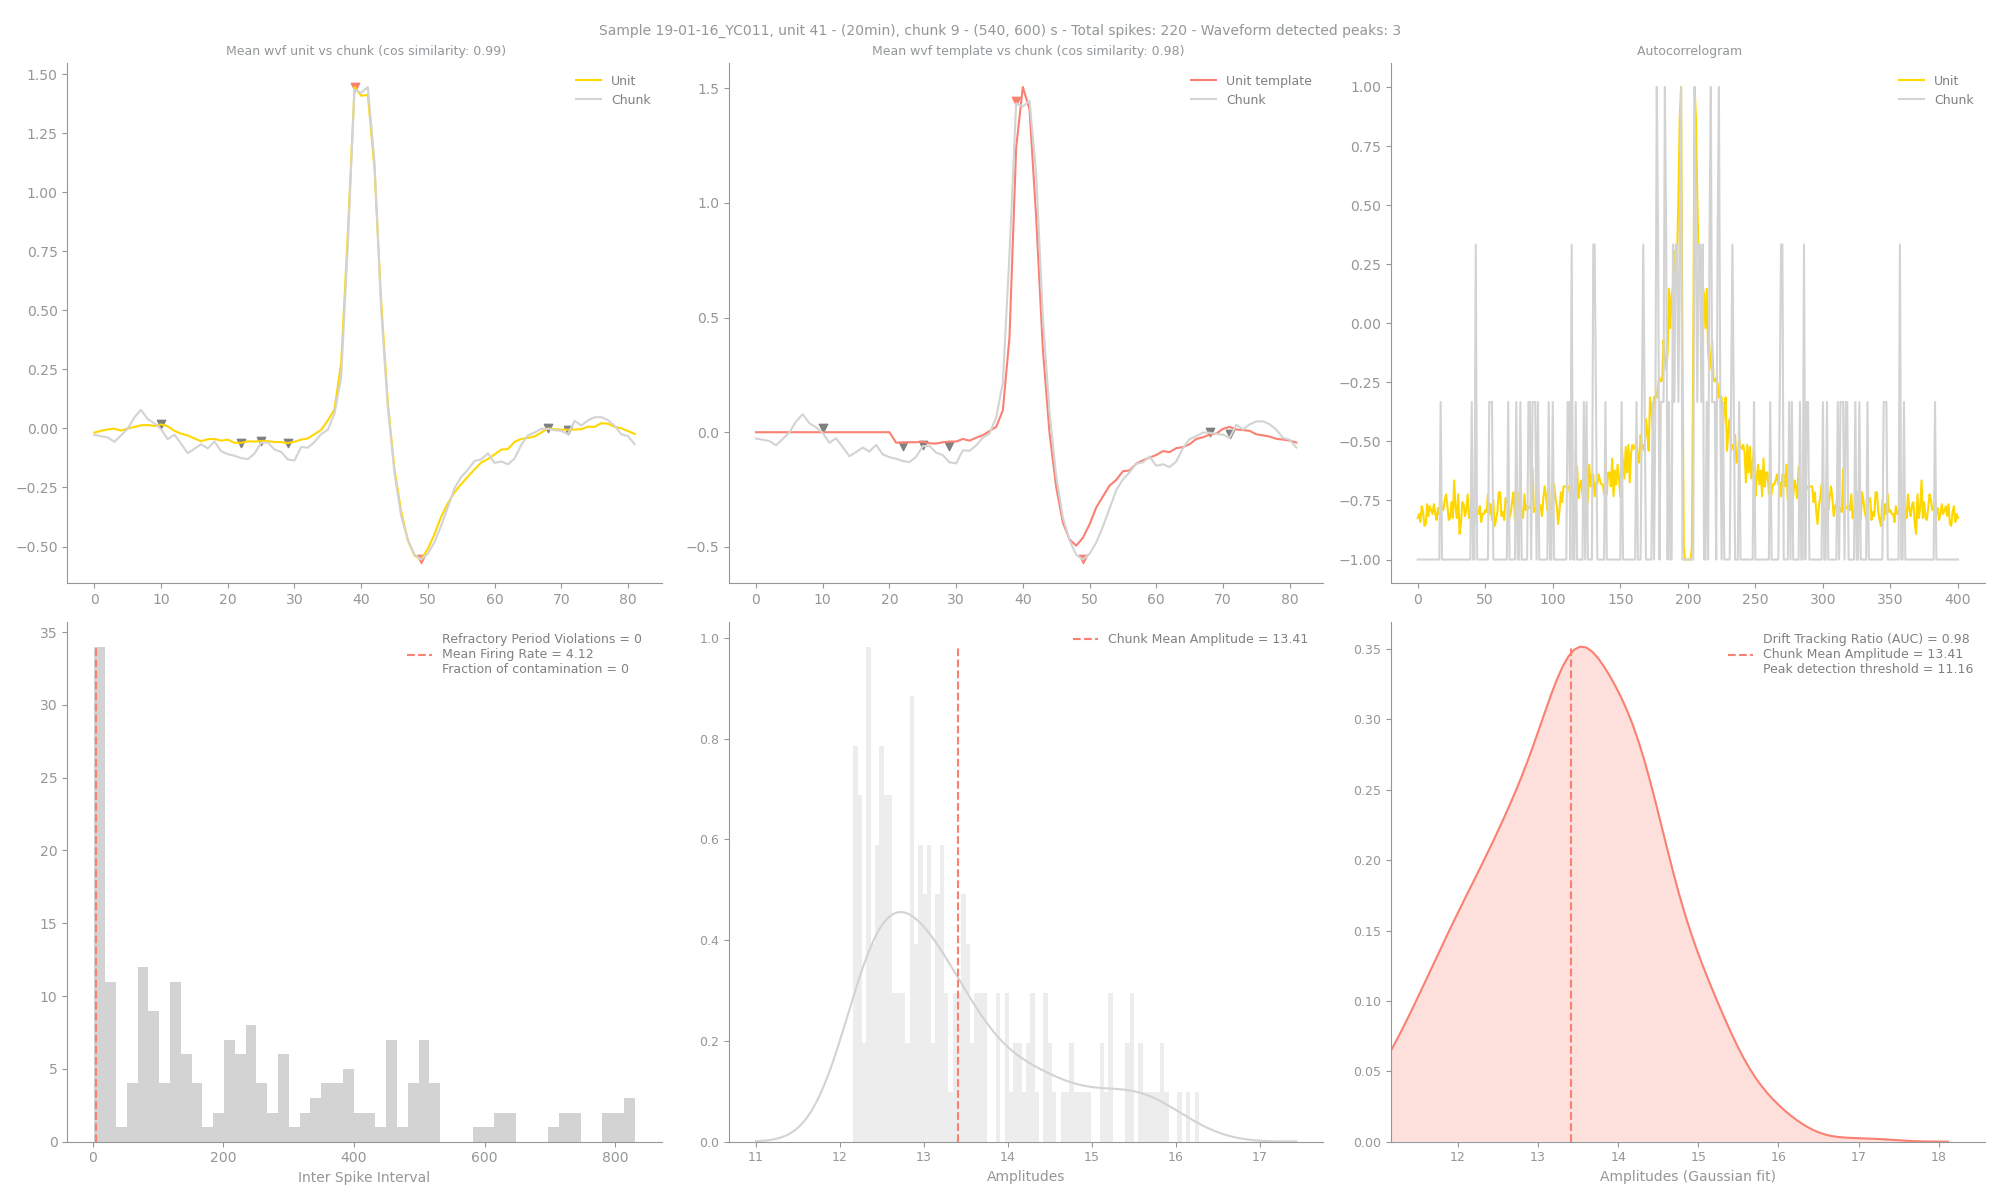 Sample 19-01-16_YC011, unit 41 - (20min), chunk 9 - (540, 600) s - Total spikes: 220 - Waveform detected peaks: 3
Mean wvf unit vs chunk (cos similarity: 0.99)
1.50
1.25
1.00
0.75
0.50
0.25
0.00
−0.25
−0.50
0 10 20 30 40 50 60 70 80
Unit
Chunk
Mean wvf template vs chunk (cos similarity: 0.98)
1.5
1.0
0.5
0.0
−0.5
0 10 20 30 40 50 60 70 80
Unit template
Chunk
Autocorrelogram
1.00
0.75
0.50
0.25
0.00
−0.25
−0.50
−0.75
−1.00
0 50 100 150 200 250 300 350 400
Unit
Chunk
35
30
25
20
15
10
5
0
0 200 400 600 800
Inter Spike Interval
Refractory Period Violations = 0
Mean Firing Rate = 4.12
Fraction of contamination = 0
1.0
0.8
0.6
0.4
0.2
0.0
11 12 13 14 15 16 17
Amplitudes
Chunk Mean Amplitude = 13.41
0.35
0.30
0.25
0.20
0.15
0.10
0.05
0.00
12 13 14 15 16 17 18
Amplitudes (Gaussian fit)
Drift Tracking Ratio (AUC) = 0.98
Chunk Mean Amplitude = 13.41
Peak detection threshold = 11.16